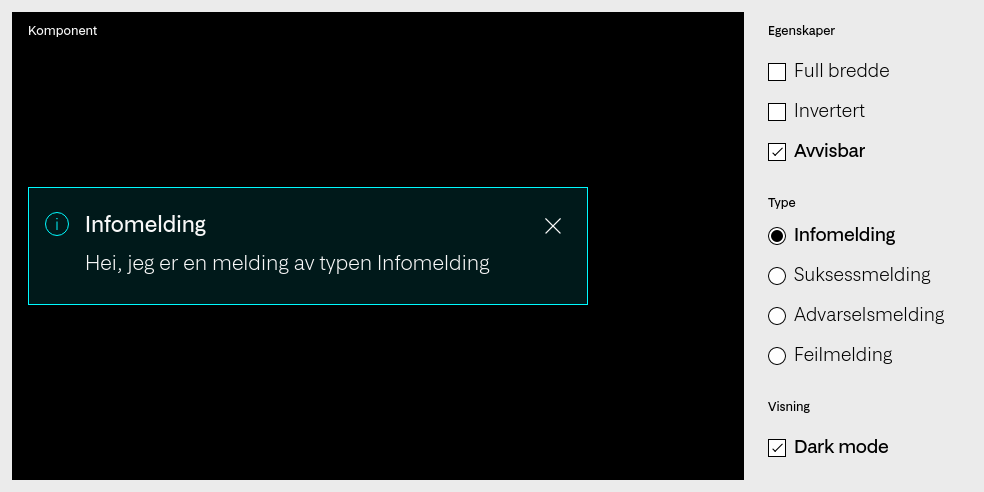 Komponent
Infomelding
Hei, jeg er en melding av typen Infomelding
Egenskaper
Full bredde
Invertert
Avvisbar
Type
Infomelding
Suksessmelding
Advarselsmelding
Feilmelding
Visning
Dark mode